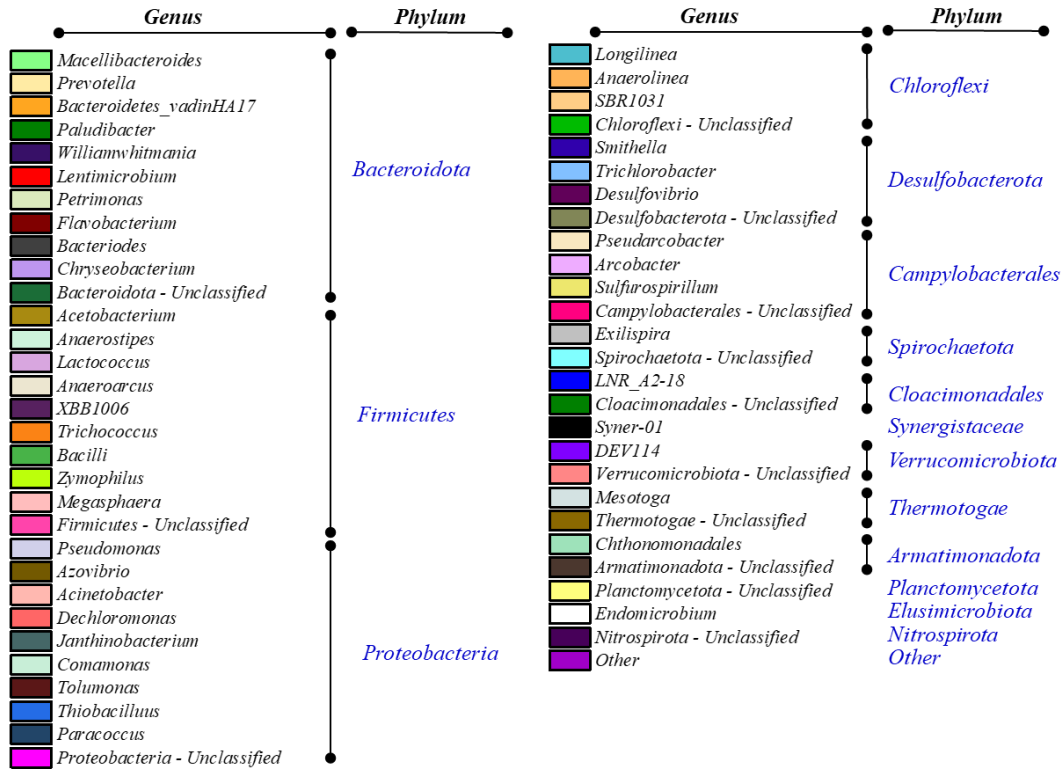 Genus Phylum
Macellibacteroides
Prevotella
Bacteroidetes_vadinHA17
Paludibacter
Williamwhitmania
Lentimicrobium
Petrimonas
Flavobacterium
Bacteriodes
Chryseobacterium
Bacteroidota - Unclassified
Bacteroidota
Acetobacterium
Anaerostipes
Lactococcus
Anaeroarcus
XBB1006
Trichococcus
Bacilli
Zymophilus
Megasphaera
Firmicutes - Unclassified
Firmicutes
Pseudomonas
Azovibrio
Acinetobacter
Dechloromonas
Janthinobacterium
Comamonas
Tolumonas
Thiobacilluus
Paracoccus
Proteobacteria - Unclassified
Proteobacteria
Genus Phylum
Longilinea
Anaerolinea
SBR1031
Chloroflexi - Unclassified
Chloroflexi
Smithella
Trichlorobacter
Desulfovibrio
Desulfobacterota - Unclassified
Desulfobacterota
Pseudarcobacter
Arcobacter
Sulfurospirillum
Campylobacterales - Unclassified
Campylobacterales
Exilispira
Spirochaetota - Unclassified
Spirochaetota
LNR_A2-18
Cloacimonadales - Unclassified
Cloacimonadales
Syner-01
Synergistaceae
DEV114
Verrucomicrobiota - Unclassified
Verrucomicrobiota
Mesotoga
Thermotogae - Unclassified
Thermotogae
Chthonomonadales
Armatimonadota - Unclassified
Armatimonadota
Planctomycetota - Unclassified
Planctomycetota
Endomicrobium
Elusimicrobiota
Nitrospirota - Unclassified
Nitrospirota
Other
Other